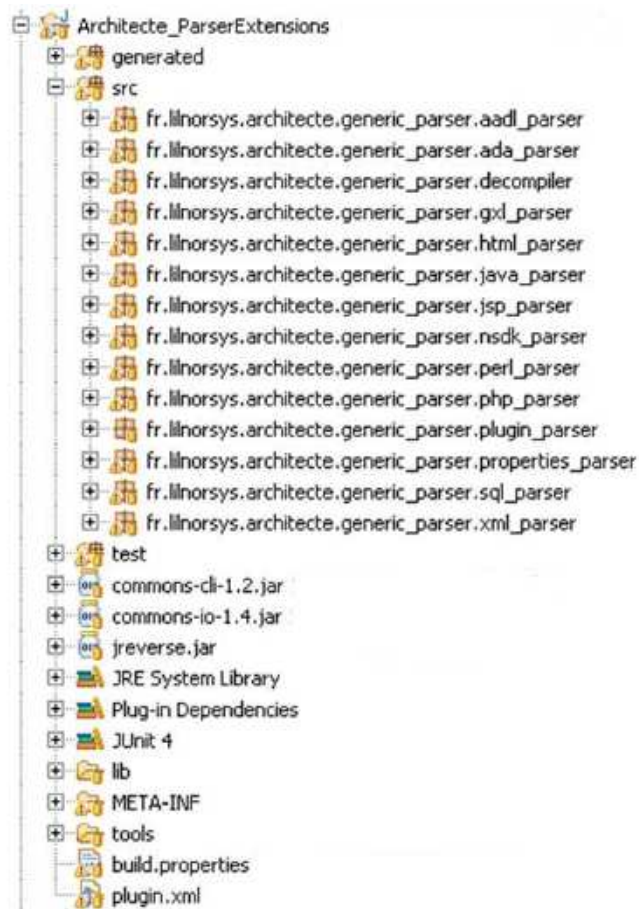 Architecte_ParserExtensions
generated
src
fr.lilnorsys.architecte.generic_parser.aadl_parser
fr.lilnorsys.architecte.generic_parser.ada_parser
fr.lilnorsys.architecte.generic_parser.decompiler
fr.lilnorsys.architecte.generic_parser.gxl_parser
fr.lilnorsys.architecte.generic_parser.html_parser
fr.lilnorsys.architecte.generic_parser.java_parser
fr.lilnorsys.architecte.generic_parser.jsp_parser
fr.lilnorsys.architecte.generic_parser.nsdk_parser
fr.lilnorsys.architecte.generic_parser.perl_parser
fr.lilnorsys.architecte.generic_parser.php_parser
fr.lilnorsys.architecte.generic_parser.plugin_parser
fr.lilnorsys.architecte.generic_parser.properties_parser
fr.lilnorsys.architecte.generic_parser.sql_parser
fr.lilnorsys.architecte.generic_parser.xml_parser
test
commons-cli-1.2.jar
commons-io-1.4.jar
jreverse.jar
JRE System Library
Plug-in Dependencies
JUnit 4
lib
META-INF
tools
build.properties
plugin.xml